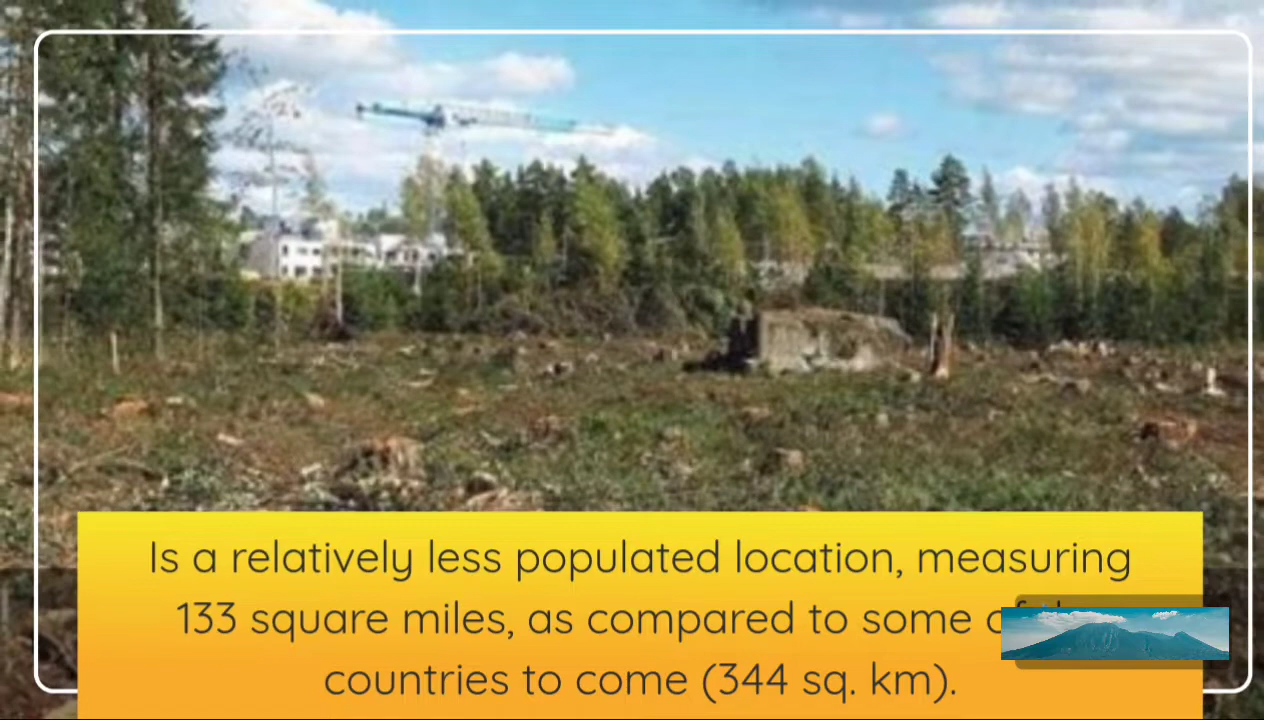 Is a relatively less populated location, measuring
133 square miles, as compared to some
countries to come (344 sq. km).